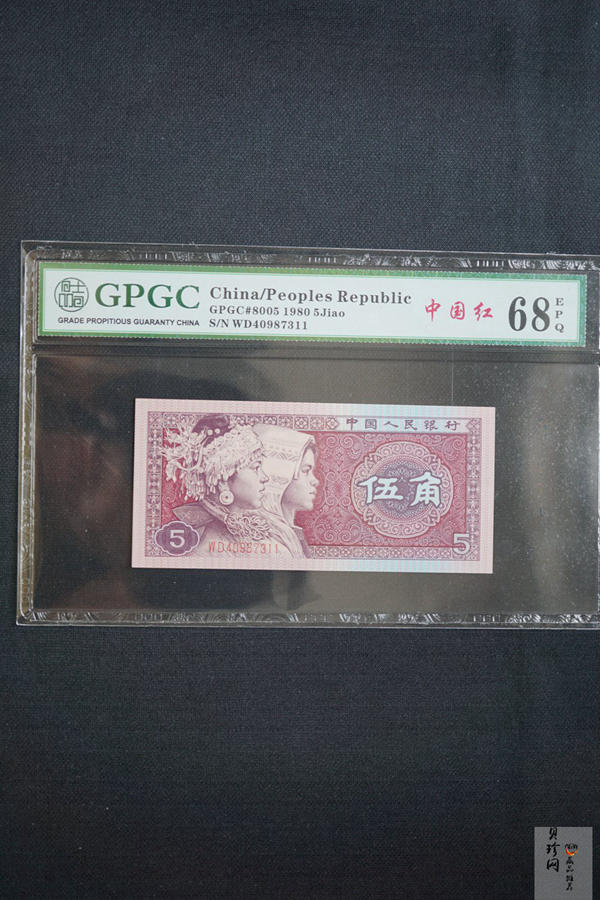 GPGC
GRADE PROPITIOUS GUARANTY CHINA
China/Peoples Republic
GPGC#8005 1980 5Jiao
S/N WD40987311
中国红
68
EPQ
中国人民银行
伍角
5
WD40987311
5
贝珍网